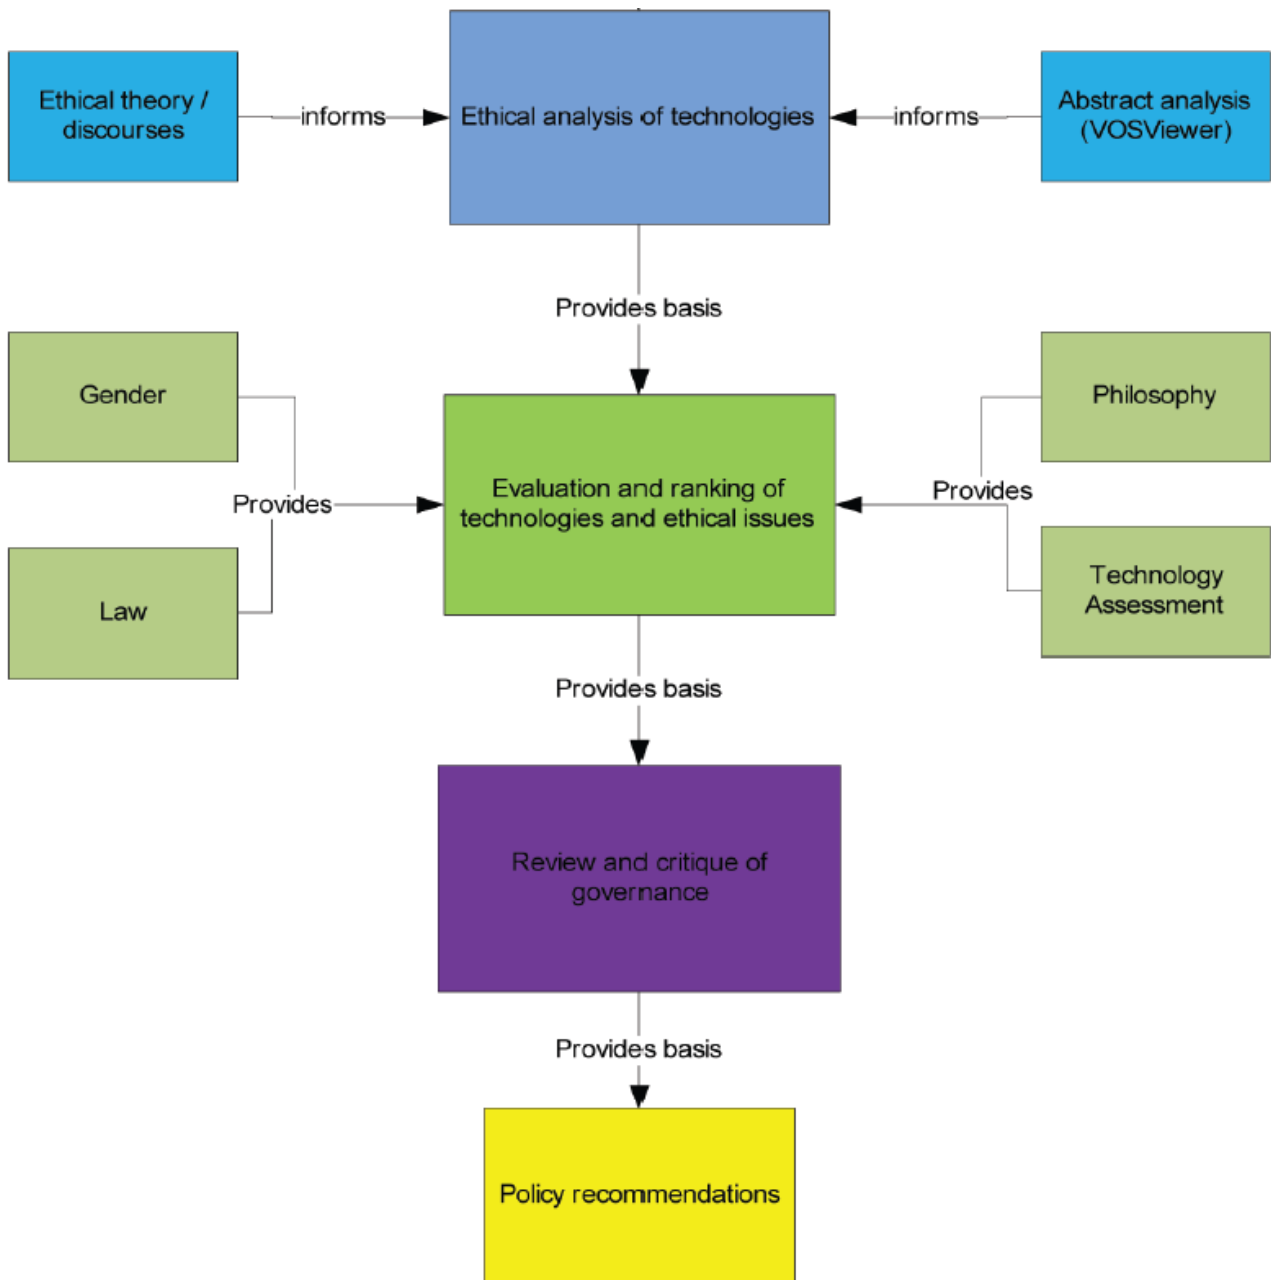 Ethical theory /
discourses
informs
Ethical analysis of technologies
informs
Abstract analysis
(VOSViewer)
Provides basis
Gender
Law
Provides
Evaluation and ranking of
technologies and ethical issues
Provides
Philosophy
Technology
Assessment
Provides basis
Review and critique of
governance
Provides basis
Policy recommendations